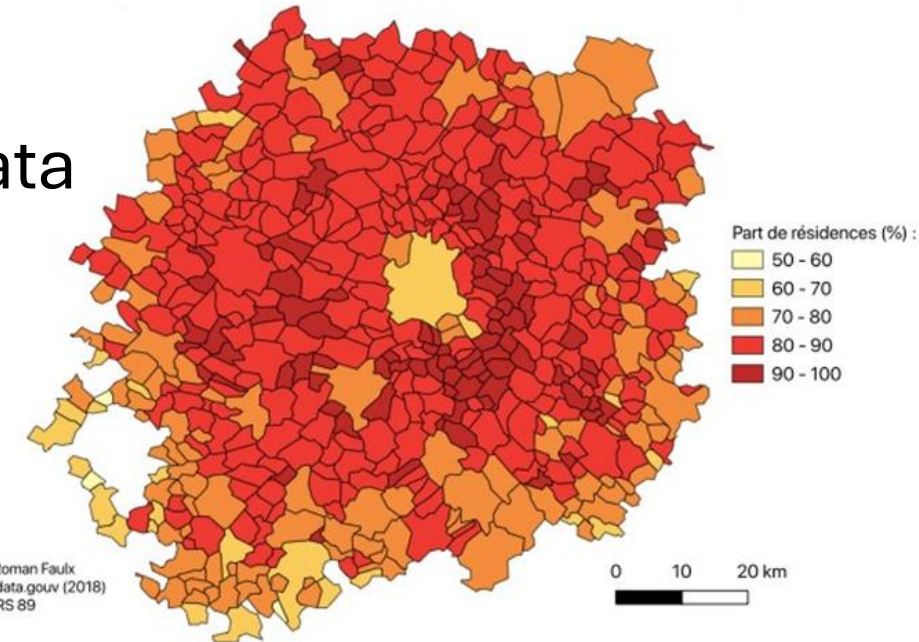 ata
Part de résidences (%) :
50 - 60
60 - 70
70 - 80
80 - 90
90 - 100
Roman Faulx
data.gouv (2018)
RS 89
0 10 20 km